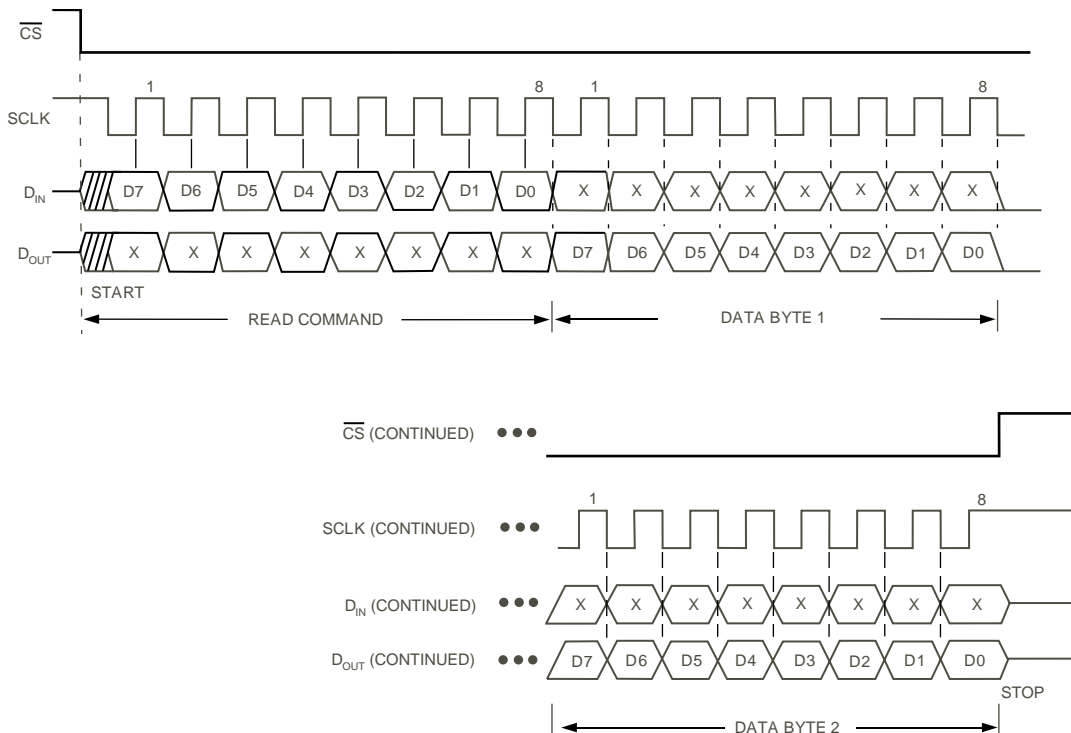 CS
1 8 1 8
SCLK
D7 D6 D5 D4 D3 D2 D1 D0 X X X X X X X X
DIN
X X X X X X X X D7 D6 D5 D4 D3 D2 D1 D0
DOUT
START
READ COMMAND DATA BYTE 1
CS (CONTINUED)
1 8
SCLK (CONTINUED)
DIN (CONTINUED) X X X X X X X X
DOUT (CONTINUED) D7 D6 D5 D4 D3 D2 D1 D0
STOP
DATA BYTE 2